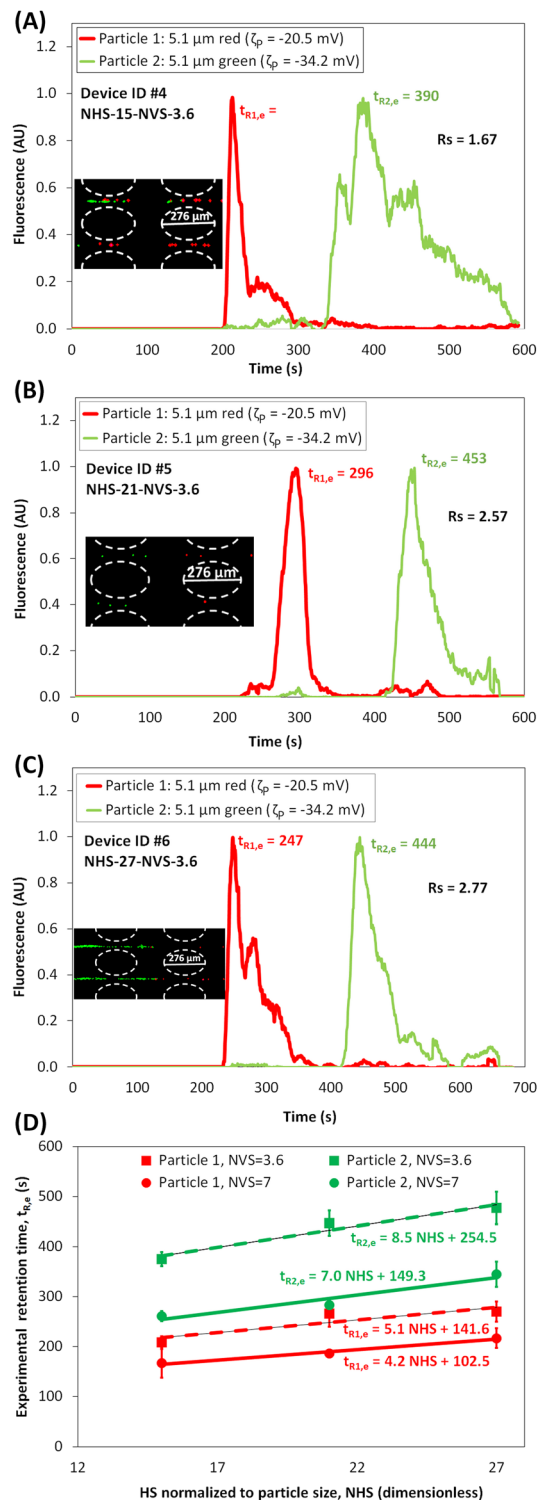 (A)
Particle 1: 5.1 µm red (ζP = -20.5 mV)
Particle 2: 5.1 µm green (ζP = -34.2 mV)
Device ID #4
NHS-15-NVS-3.6
tR1,e =
tR2,e = 390
Rs = 1.67
276 µm
Fluorescence (AU)
1.0
0.8
0.6
0.4
0.2
0.0
0 100 200 300 400 500 600
Time (s)
(B)
Particle 1: 5.1 µm red (ζP = -20.5 mV)
Particle 2: 5.1 µm green (ζP = -34.2 mV)
Device ID #5
NHS-21-NVS-3.6
tR1,e = 296
tR2,e = 453
Rs = 2.57
276 µm
Fluorescence (AU)
1.2
1.0
0.8
0.6
0.4
0.2
0.0
0 100 200 300 400 500 600
Time (s)
(C)
Particle 1: 5.1 µm red (ζP = -20.5 mV)
Particle 2: 5.1 µm green (ζP = -34.2 mV)
Device ID #6
NHS-27-NVS-3.6
tR1,e = 247
tR2,e = 444
Rs = 2.77
276 µm
Fluorescence (AU)
1.2
1.0
0.8
0.6
0.4
0.2
0.0
0 100 200 300 400 500 600 700
Time (s)
(D)
Particle 1, NVS=3.6
Particle 2, NVS=3.6
Particle 1, NVS=7
Particle 2, NVS=7
tR2,e = 8.5 NHS + 254.5
tR2,e = 7.0 NHS + 149.3
tR1,e = 5.1 NHS + 141.6
tR1,e = 4.2 NHS + 102.5
Experimental retention time, tR,e (s)
600
500
400
300
200
100
0
12 17 22 27
HS normalized to particle size, NHS (dimensionless)